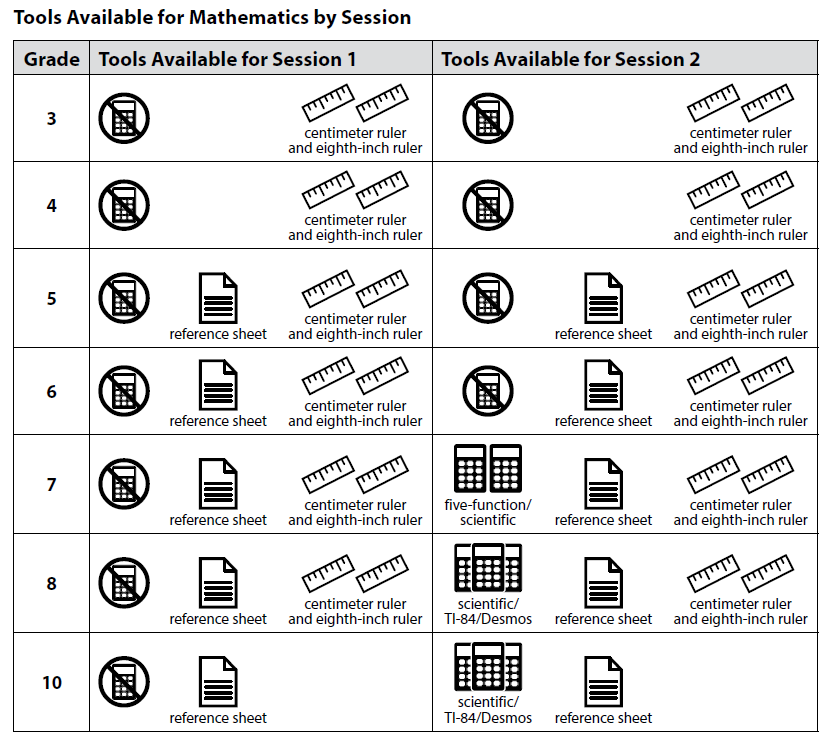 Tools Available for Mathematics by Session
Grade Tools Available for Session 1 Tools Available for Session 2
3
centimeter ruler
and eighth-inch ruler
centimeter ruler
and eighth-inch ruler
4
centimeter ruler
and eighth-inch ruler
centimeter ruler
and eighth-inch ruler
5
reference sheet
centimeter ruler
and eighth-inch ruler
reference sheet
centimeter ruler
and eighth-inch ruler
6
reference sheet
centimeter ruler
and eighth-inch ruler
reference sheet
centimeter ruler
and eighth-inch ruler
7
reference sheet
centimeter ruler
and eighth-inch ruler
five-function/
scientific
reference sheet
centimeter ruler
and eighth-inch ruler
8
reference sheet
centimeter ruler
and eighth-inch ruler
scientific/
TI-84/Desmos
reference sheet
centimeter ruler
and eighth-inch ruler
10
reference sheet
scientific/
TI-84/Desmos
reference sheet